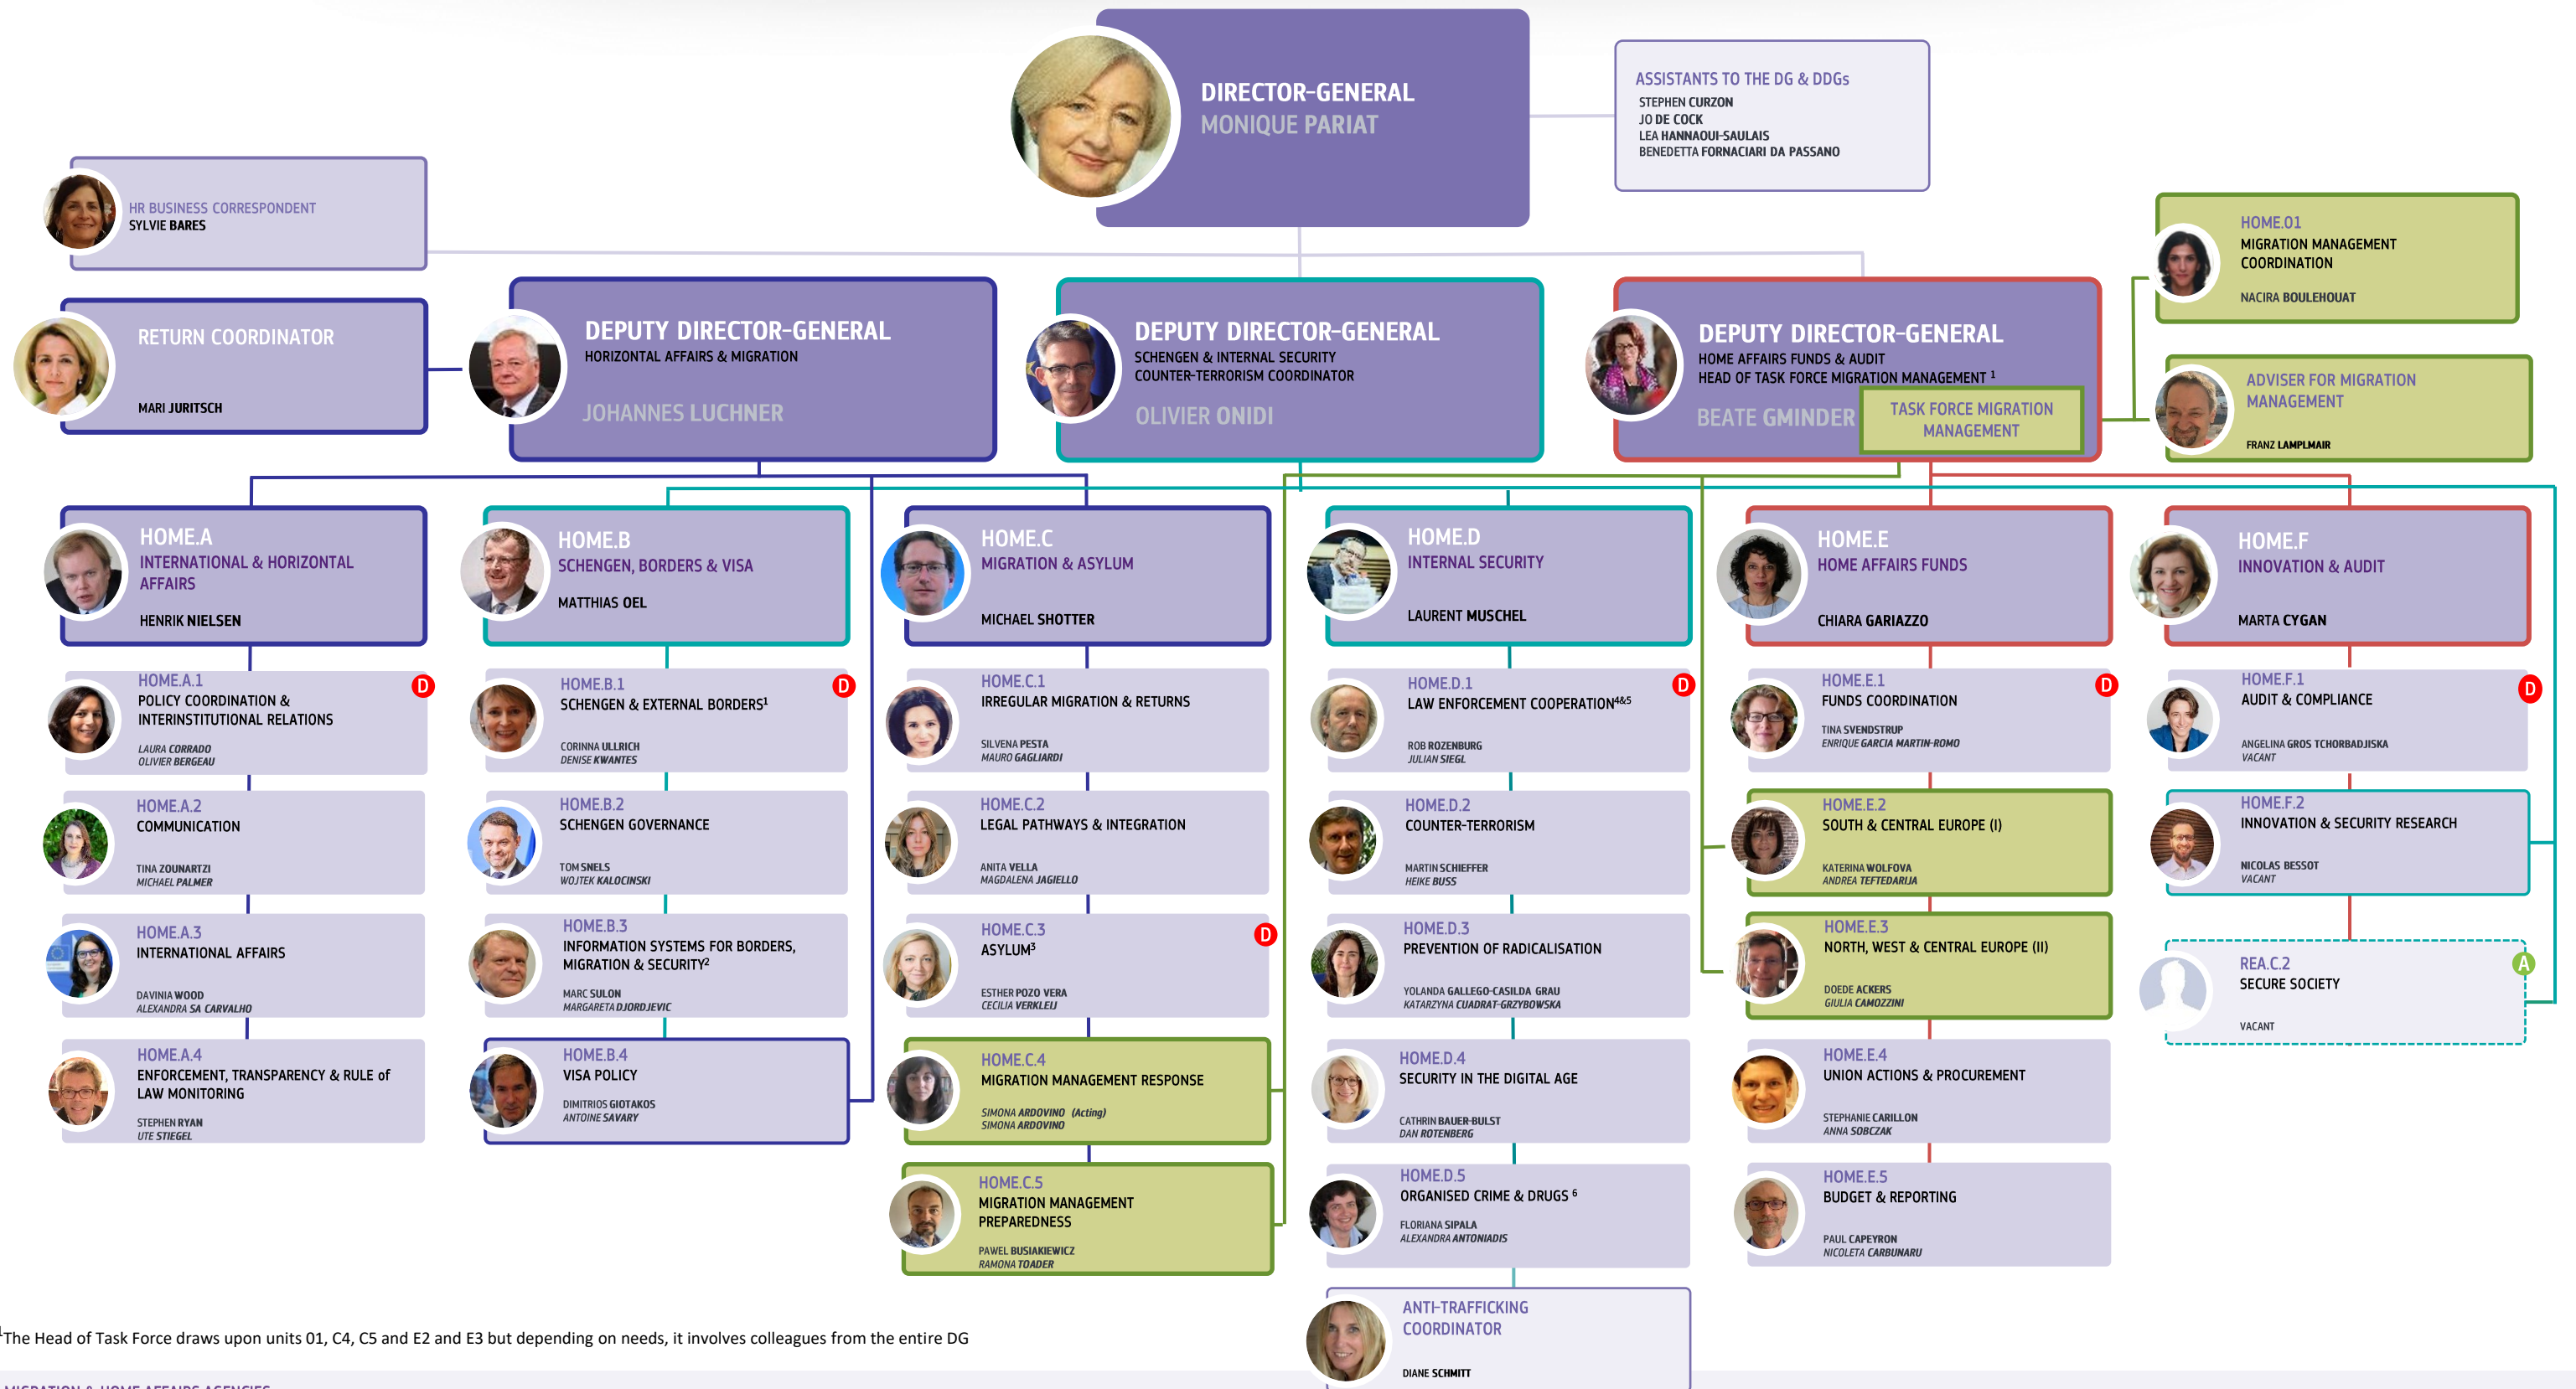 DIRECTOR-GENERAL
MONIQUE PARIAT
ASSISTANTS TO THE DG & DDGs
STEPHEN CURZON
JO DE COCK
LEA HANNAOUI-SAULAIS
BENEDETTA FORNACIARI DA PASSANO
HR BUSINESS CORRESPONDENT
SYLVIE BARES
HOME.01
MIGRATION MANAGEMENT
COORDINATION
NACIRA BOULEHOUAT
RETURN COORDINATOR
MARI JURITSCH
DEPUTY DIRECTOR-GENERAL
HORIZONTAL AFFAIRS & MIGRATION
JOHANNES LUCHNER
DEPUTY DIRECTOR-GENERAL
SCHENGEN & INTERNAL SECURITY
COUNTER-TERRORISM COORDINATOR
OLIVIER ONIDI
DEPUTY DIRECTOR-GENERAL
HOME AFFAIRS FUNDS & AUDIT
HEAD OF TASK FORCE MIGRATION MANAGEMENT 1
BEATE GMINDER
TASK FORCE MIGRATION
MANAGEMENT
ADVISER FOR MIGRATION
MANAGEMENT
FRANZ LAMPLMAIR
HOME.A
INTERNATIONAL & HORIZONTAL
AFFAIRS
HENRIK NIELSEN
HOME.A.1
D
POLICY COORDINATION &
INTERINSTITUTIONAL RELATIONS
LAURA CORRADO
OLIVIER BERGEAU
HOME.A.2
COMMUNICATION
TINA ZOUNARTZI
MICHAEL PALMER
HOME.A.3
INTERNATIONAL AFFAIRS
DAVINIA WOOD
ALEXANDRA SA CARVALHO
HOME.A.4
ENFORCEMENT, TRANSPARENCY & RULE of
LAW MONITORING
STEPHEN RYAN
UTE STIEGEL
HOME.B
SCHENGEN, BORDERS & VISA
MATTHIAS OEL
HOME.B.1
D
SCHENGEN & EXTERNAL BORDERS1
CORINNA ULLRICH
DENISE KWANTES
HOME.B.2
SCHENGEN GOVERNANCE
TOM SNELS
WOJTEK KALOCINSKI
HOME.B.3
INFORMATION SYSTEMS FOR BORDERS,
MIGRATION & SECURITY2
MARC SULON
MARGARETA DJORDJEVIC
HOME.B.4
VISA POLICY
DIMITRIOS GIOTAKOS
ANTOINE SAVARY
HOME.C
MIGRATION & ASYLUM
MICHAEL SHOTTER
HOME.C.1
IRREGULAR MIGRATION & RETURNS
SILVENA PESTA
MAURO GAGLIARDI
HOME.C.2
LEGAL PATHWAYS & INTEGRATION
ANITA VELLA
MAGDALENA JAGIELLO
HOME.C.3
D
ASYLUM3
ESTHER POZO VERA
CECILIA VERKLEIJ
HOME.C.4
MIGRATION MANAGEMENT RESPONSE
SIMONA ARDOVINO (Acting)
SIMONA ARDOVINO
HOME.C.5
MIGRATION MANAGEMENT
PREPAREDNESS
PAWEL BUSIAKIEWICZ
RAMONA TOADER
HOME.D
INTERNAL SECURITY
LAURENT MUSCHEL
HOME.D.1
D
LAW ENFORCEMENT COOPERATION4&5
ROB ROZENBURG
JULIAN SIEGL
HOME.D.2
COUNTER-TERRORISM
MARTIN SCHIEFFER
HEIKE BUSS
HOME.D.3
PREVENTION OF RADICALISATION
YOLANDA GALLEGO-CASILDA GRAU
KATARZYNA CUADRAT-GRZYBOWSKA
HOME.D.4
SECURITY IN THE DIGITAL AGE
CATHRIN BAUER-BULST
DAN ROTENBERG
HOME.D.5
ORGANISED CRIME & DRUGS 6
FLORIANA SIPALA
ALEXANDRA ANTONIADIS
ANTI-TRAFFICKING
COORDINATOR
DIANE SCHMITT
HOME.E
HOME AFFAIRS FUNDS
CHIARA GARIAZZO
HOME.E.1
D
FUNDS COORDINATION
TINA SVENDSTRUP
ENRIQUE GARCIA MARTIN-ROMO
HOME.E.2
SOUTH & CENTRAL EUROPE (I)
KATERINA WOLFOVA
ANDREA TEFTEDARIJA
HOME.E.3
NORTH, WEST & CENTRAL EUROPE (II)
DOEDE ACKERS
GIULIA CAMOZZINI
HOME.E.4
UNION ACTIONS & PROCUREMENT
STEPHANIE CARILLON
ANNA SOBCZAK
HOME.E.5
BUDGET & REPORTING
PAUL CAPEYRON
NICOLETA CARBUNARU
HOME.F
INNOVATION & AUDIT
MARTA CYGAN
HOME.F.1
D
AUDIT & COMPLIANCE
ANGELINA GROS TCHORBADJISKA
VACANT
HOME.F.2
INNOVATION & SECURITY RESEARCH
NICOLAS BESSOT
VACANT
REA.C.2
A
SECURE SOCIETY
VACANT
1The Head of Task Force draws upon units 01, C4, C5 and E2 and E3 but depending on needs, it involves colleagues from the entire DG
MIGRATION & HOME AFFAIRS AGENCIES